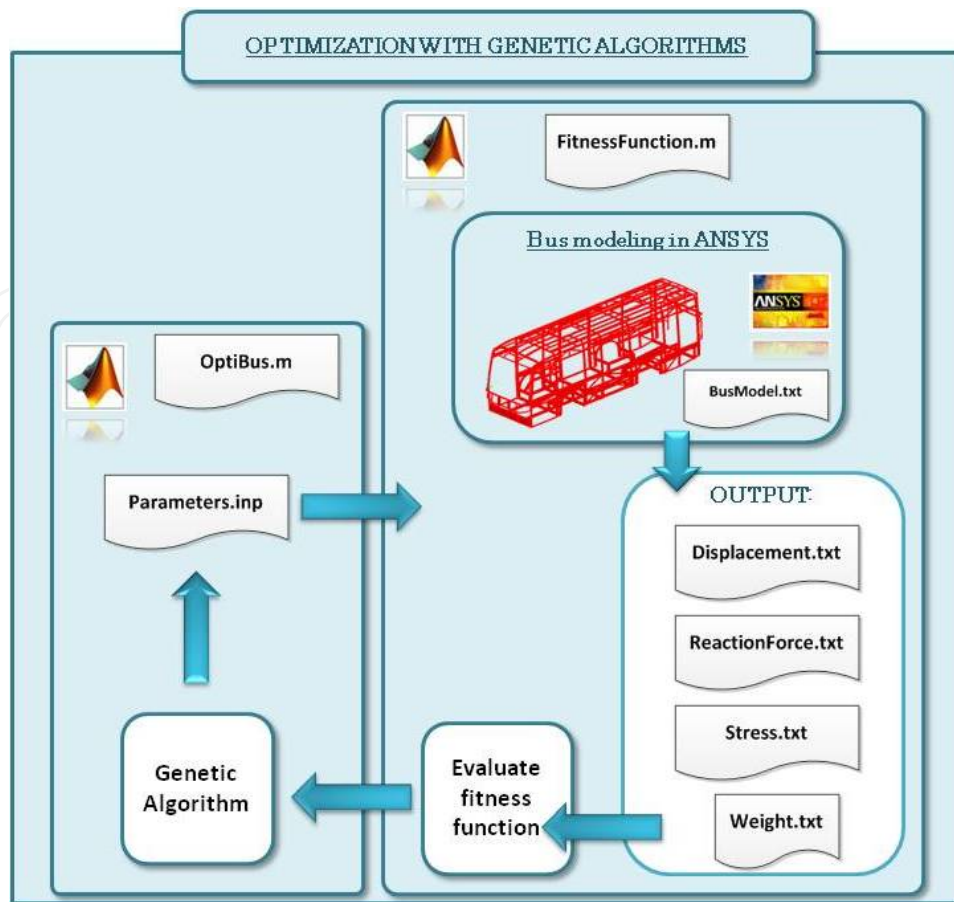 OPTIMIZATION WITH GENETIC ALGORITHMS
FitnessFunction.m
Bus modeling in ANSYS
ANSYS
BusModel.txt
OptiBus.m
Parameters.inp
OUTPUT:
Displacement.txt
ReactionForce.txt
Stress.txt
Weight.txt
Evaluate
fitness
function
Genetic
Algorithm